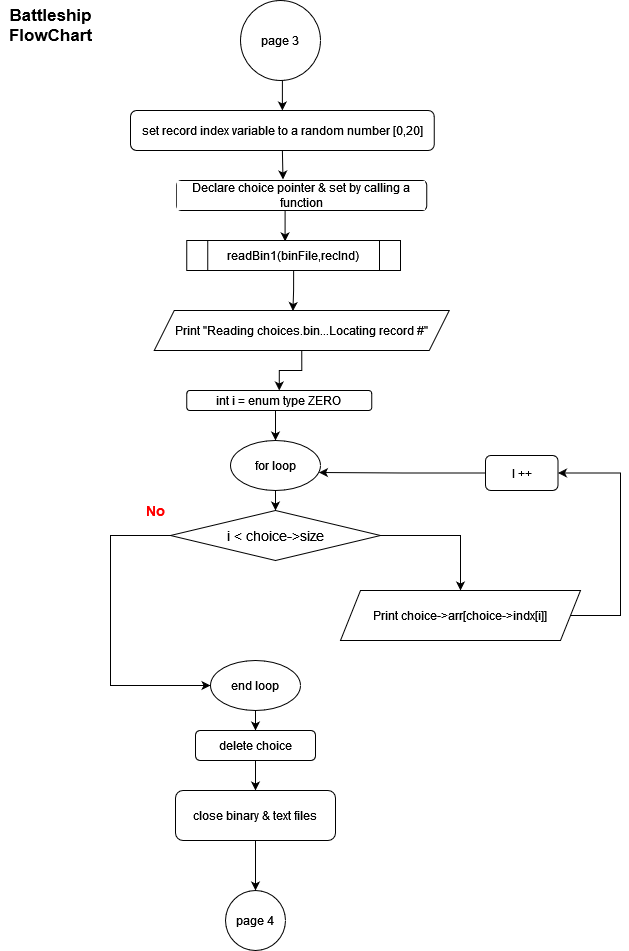 Battleship
FlowChart
page 3
set record index variable to a random number [0,20]
Declare choice pointer & set by calling a
function
readBin1(binFile,recInd)
Print "Reading choices.bin...Locating record #"
int i = enum type ZERO
for loop
I ++
No
i < choice->size
Print choice->arr[choice->indx[i]]
end loop
delete choice
close binary & text files
page 4